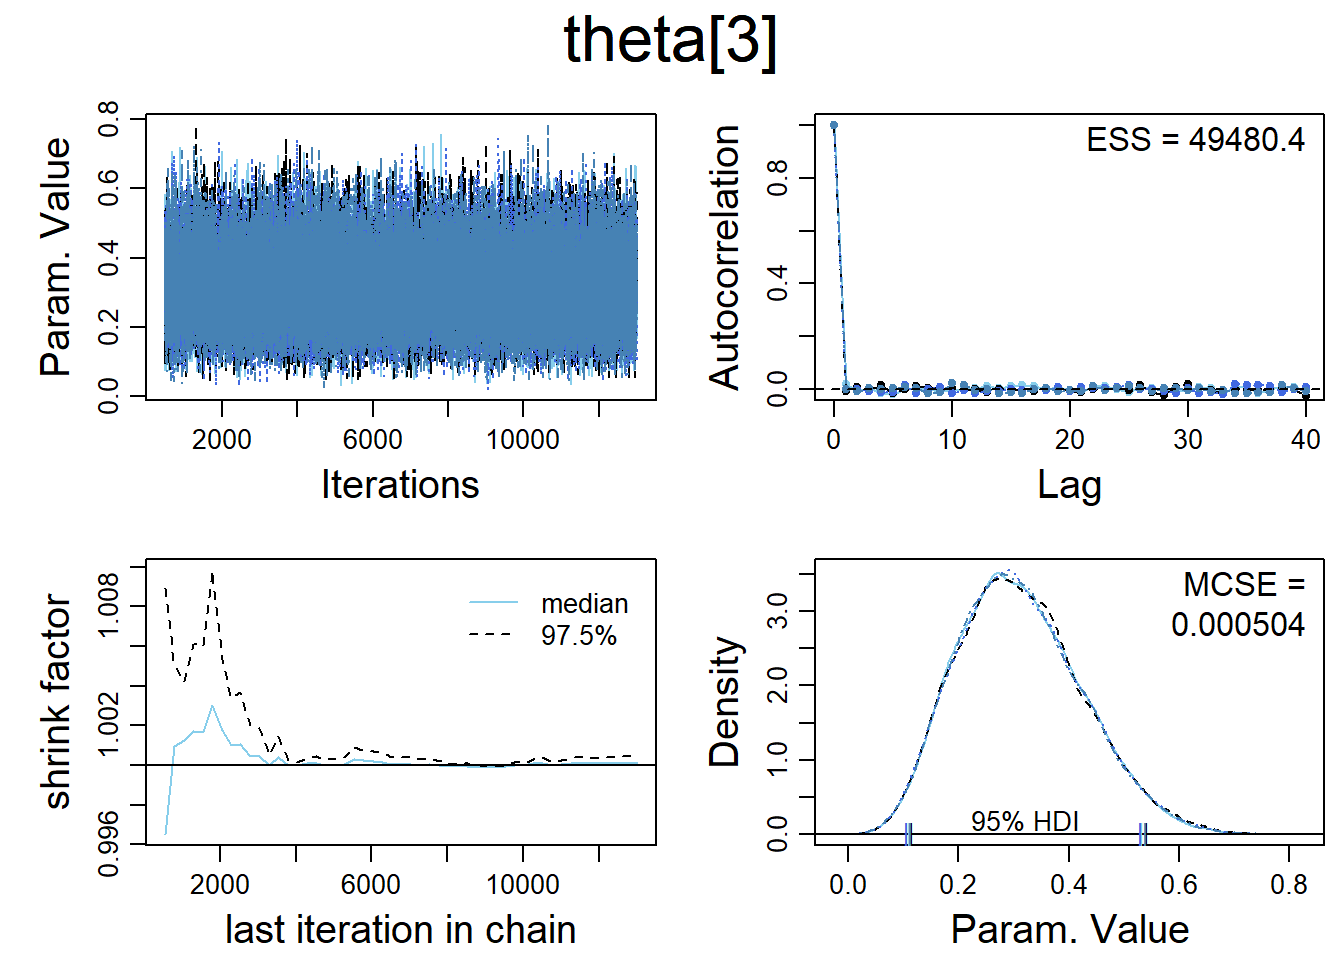 theta[3]
Param. Value
0.0 0.2 0.4 0.6 0.8
2000 6000 10000
Iterations
ESS = 49480.4
Autocorrelation
0.0 0.4 0.8
0 10 20 30 40
Lag
median
97.5%
shrink factor
0.996 1.002 1.008
2000 6000 10000
last iteration in chain
MCSE =
0.000504
Density
0.0 1.0 2.0 3.0
95% HDI
0.0 0.2 0.4 0.6 0.8
Param. Value